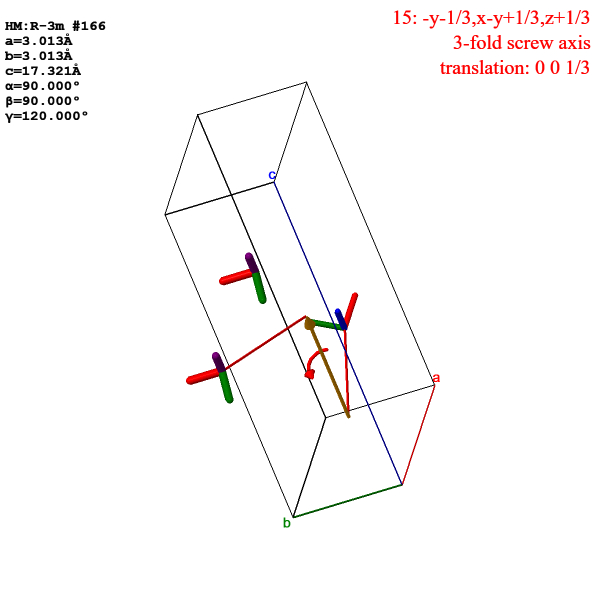 HM:R-3m #166
a=3.013Å
b=3.013Å
c=17.321Å
α=90.000°
β=90.000°
γ=120.000°
15: -y-1/3,x-y+1/3,z+1/3
3-fold screw axis
translation: 0 0 1/3
c
a
b